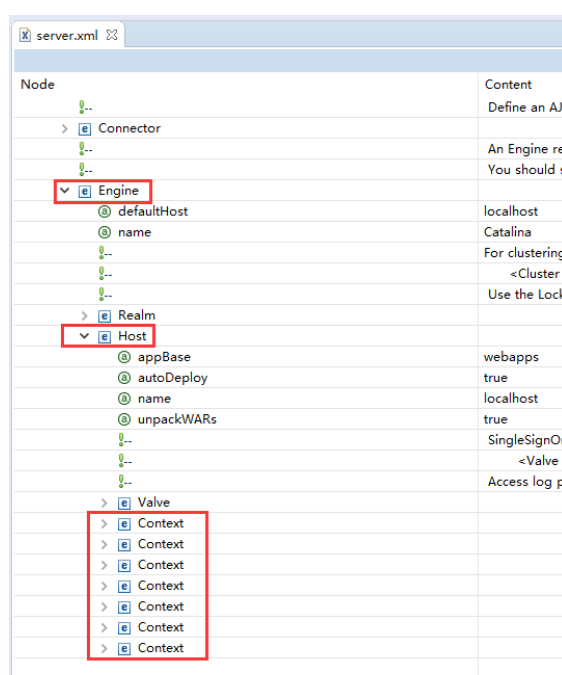 server.xml
Node Content
!-- Define an AJ
Connector
!-- An Engine re
!-- You should s
Engine
defaultHost localhost
name Catalina
!-- For clustering
!-- <Cluster
!-- Use the Lock
Realm
Host
appBase webapps
autoDeploy true
name localhost
unpackWARs true
!-- SingleSignOn
!-- <Valve
!-- Access log p
Valve
Context
Context
Context
Context
Context
Context
Context